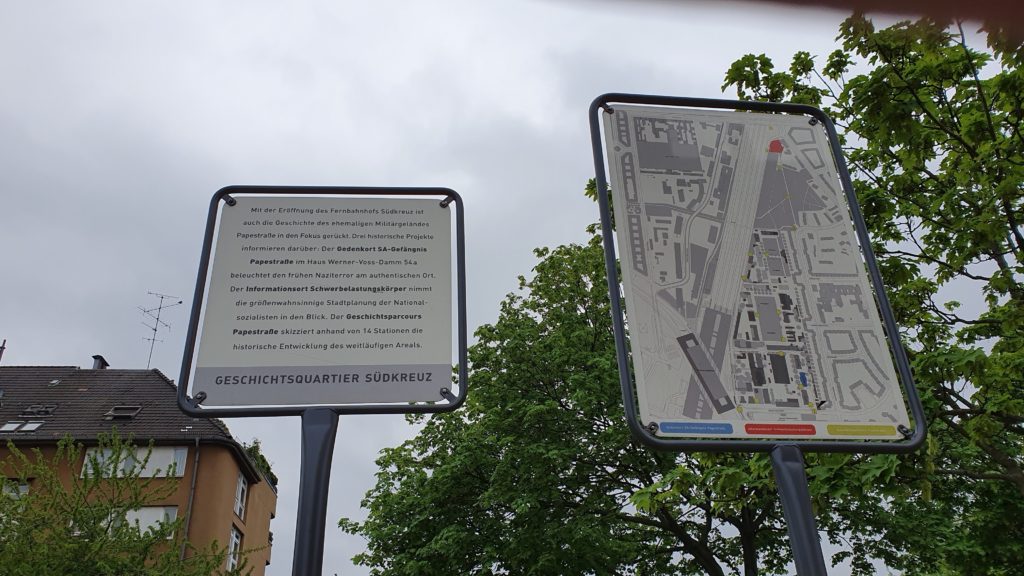 Mit der Eröffnung des Fernbahnhofs Südkreuz ist
auch die Geschichte des ehemaligen Militärgeländes
Papestraße in den Fokus gerückt. Drei historische Projekte
informieren darüber: Der Gedenkort SA-Gefängnis
Papestraße im Haus Werner-Voss-Damm 54a
beleuchtet den frühen Naziterror am authentischen Ort.
Der Informationsort Schwerbelastungskörper nimmt
die größenwahnsinnige Stadtplanung der National-
sozialisten in den Blick. Der Geschichtsparcours
Papestraße skizziert anhand von 14 Stationen die
historische Entwicklung des weitläufigen Areals.
GESCHICHTSQUARTIER SÜDKREUZ